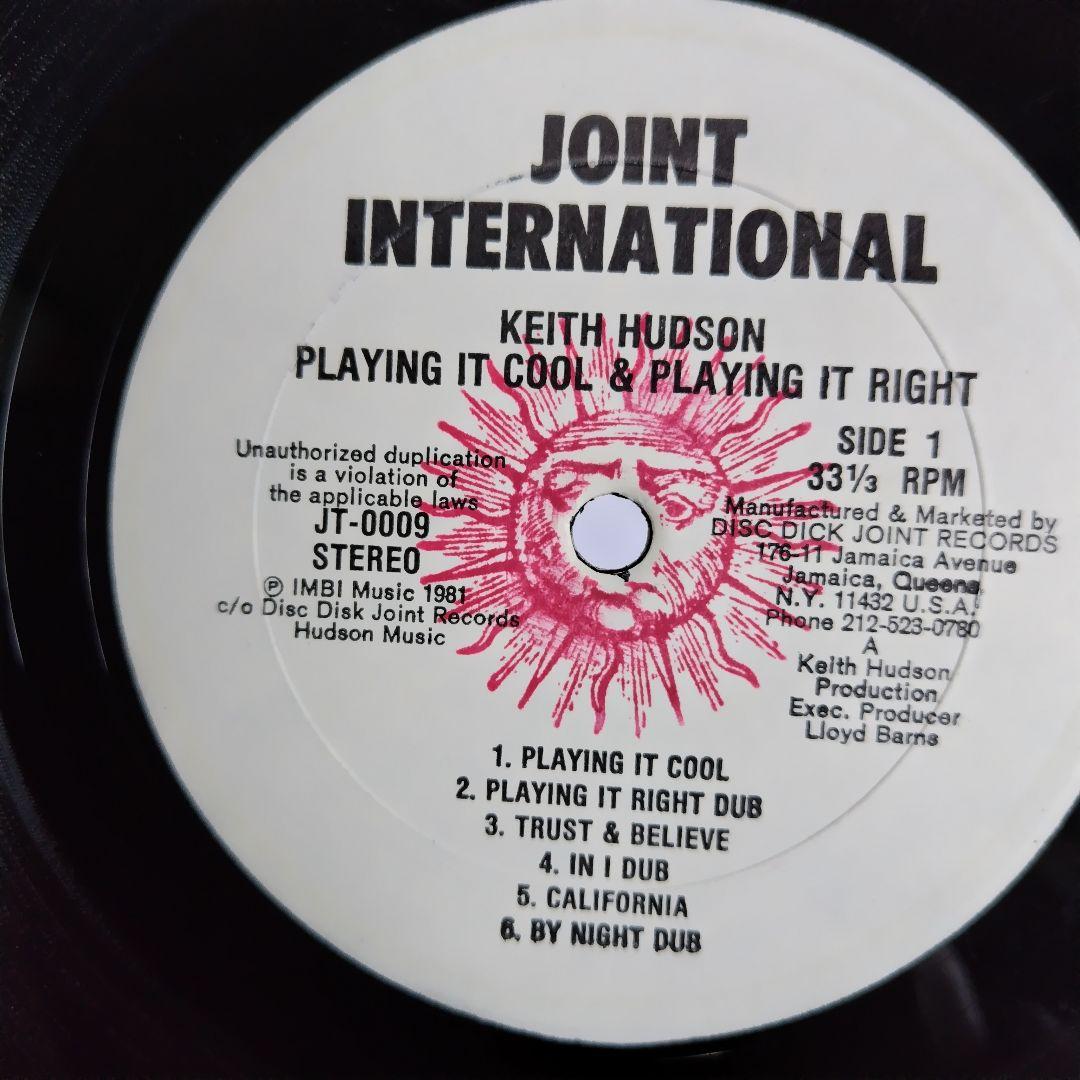 JOINT
INTERNATIONAL
KEITH HUDSON
PLAYING IT COOL & PLAYING IT RIGHT
Unauthorized duplication
is a violation of
the applicable laws
JT-0009
STEREO
℗ IMBI Music 1981
c/o Disc Disk Joint Records
Hudson Music
SIDE 1
33⅓ RPM
Manufactured & Marketed by
DISC DICK JOINT RECORDS
176-11 Jamaica Avenue
Jamaica, Queens,
N.Y. 11432 U.S.A.
Phone 212-523-0780
A
Keith Hudson
Production
Exec. Producer
Lloyd Barns
1. PLAYING IT COOL
2. PLAYING IT RIGHT DUB
3. TRUST & BELIEVE
4. IN I DUB
5. CALIFORNIA
6. BY NIGHT DUB